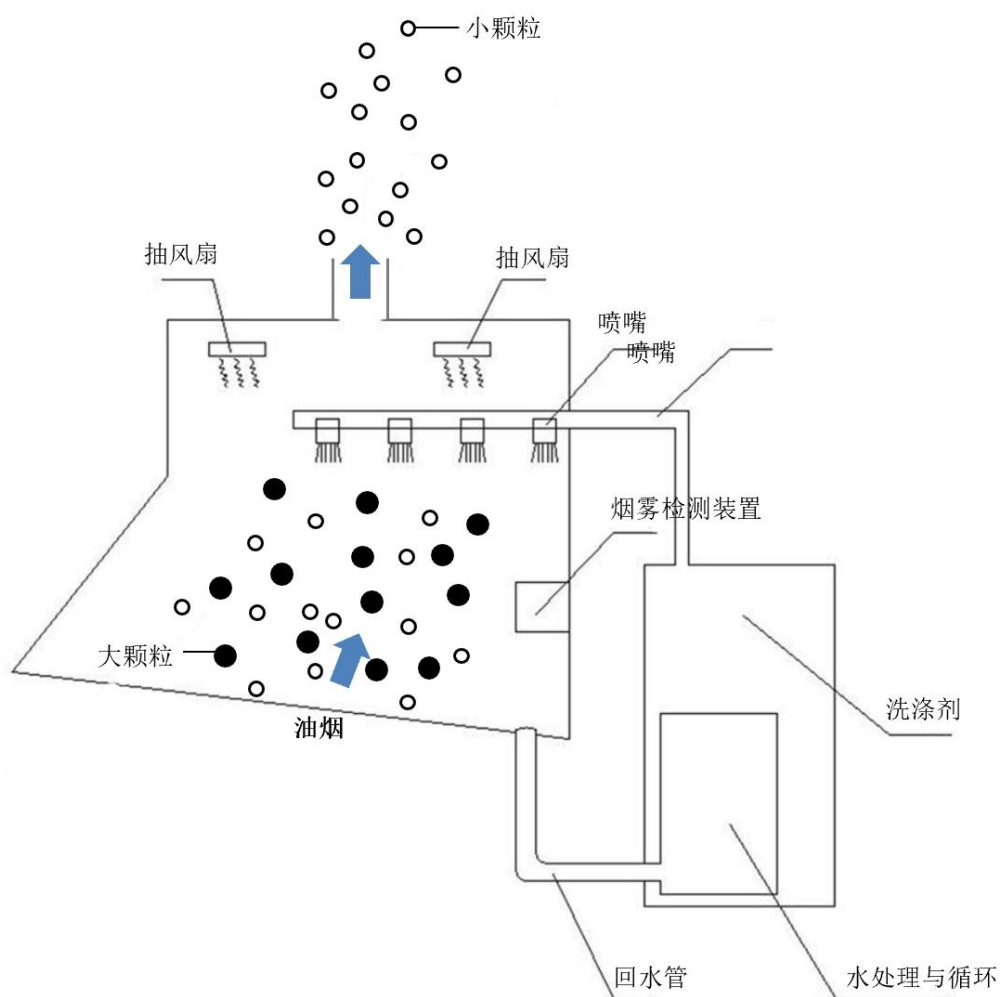 小颗粒
抽风扇
抽风扇
喷嘴
喷嘴
烟雾检测装置
大颗粒
洗涤剂
油烟
回水管
水处理与循环